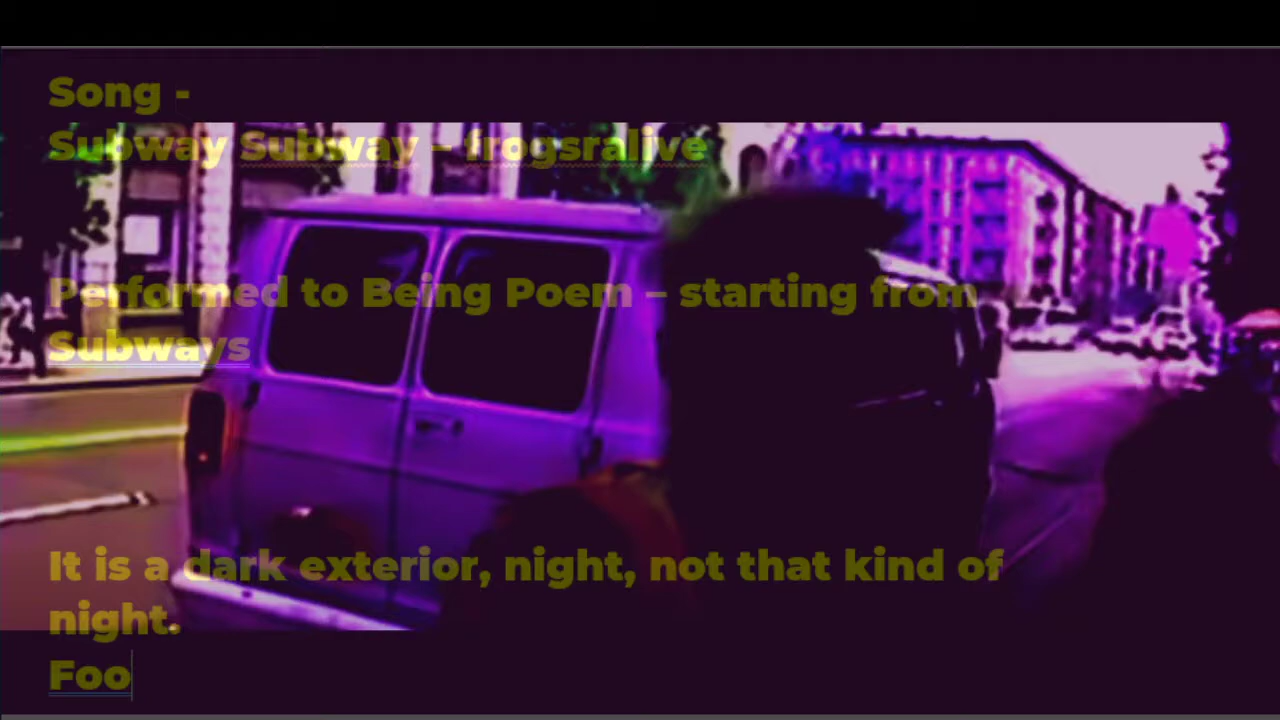 Song -
Subway Subway – frogsralive
Performed to Being Poem – starting from
Subways
It is a dark exterior, night, not that kind of
night.
Foo